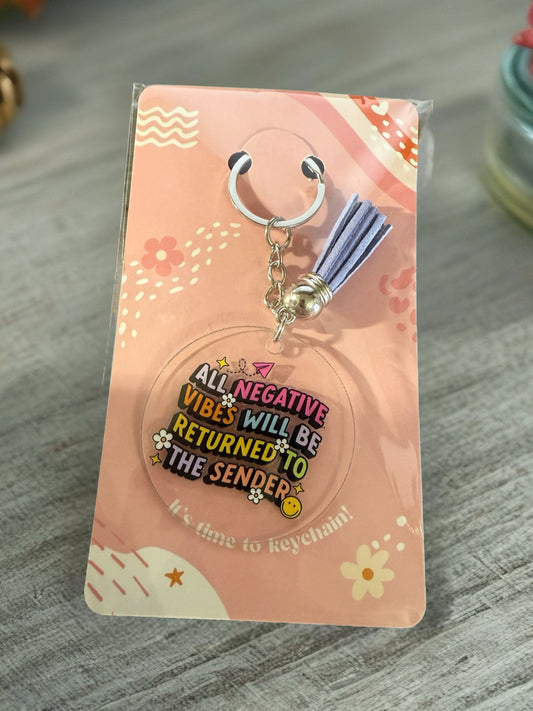 ALL NEGATIVE
VIBES WILL BE
RETURNED TO
THE SENDER
It's time to keychain!